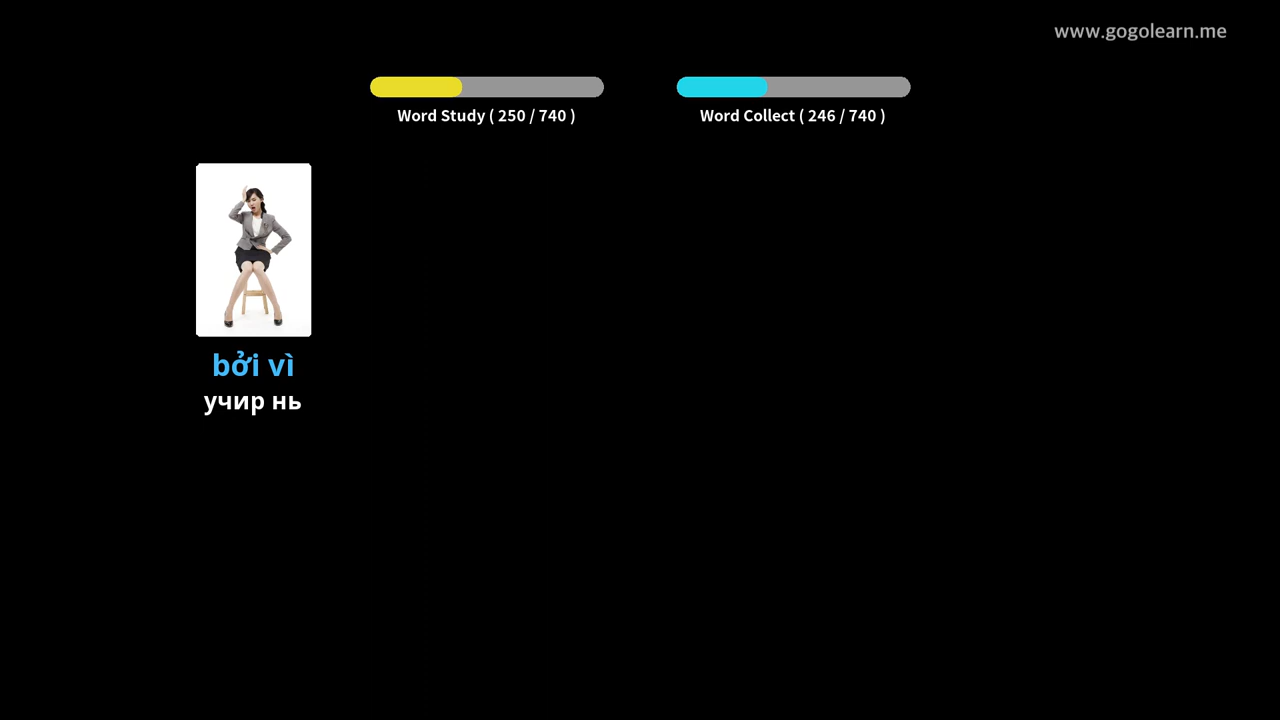 www.gogolearn.me
Word Study ( 250 / 740 )
Word Collect ( 246 / 740 )
bởi vì
учир нь